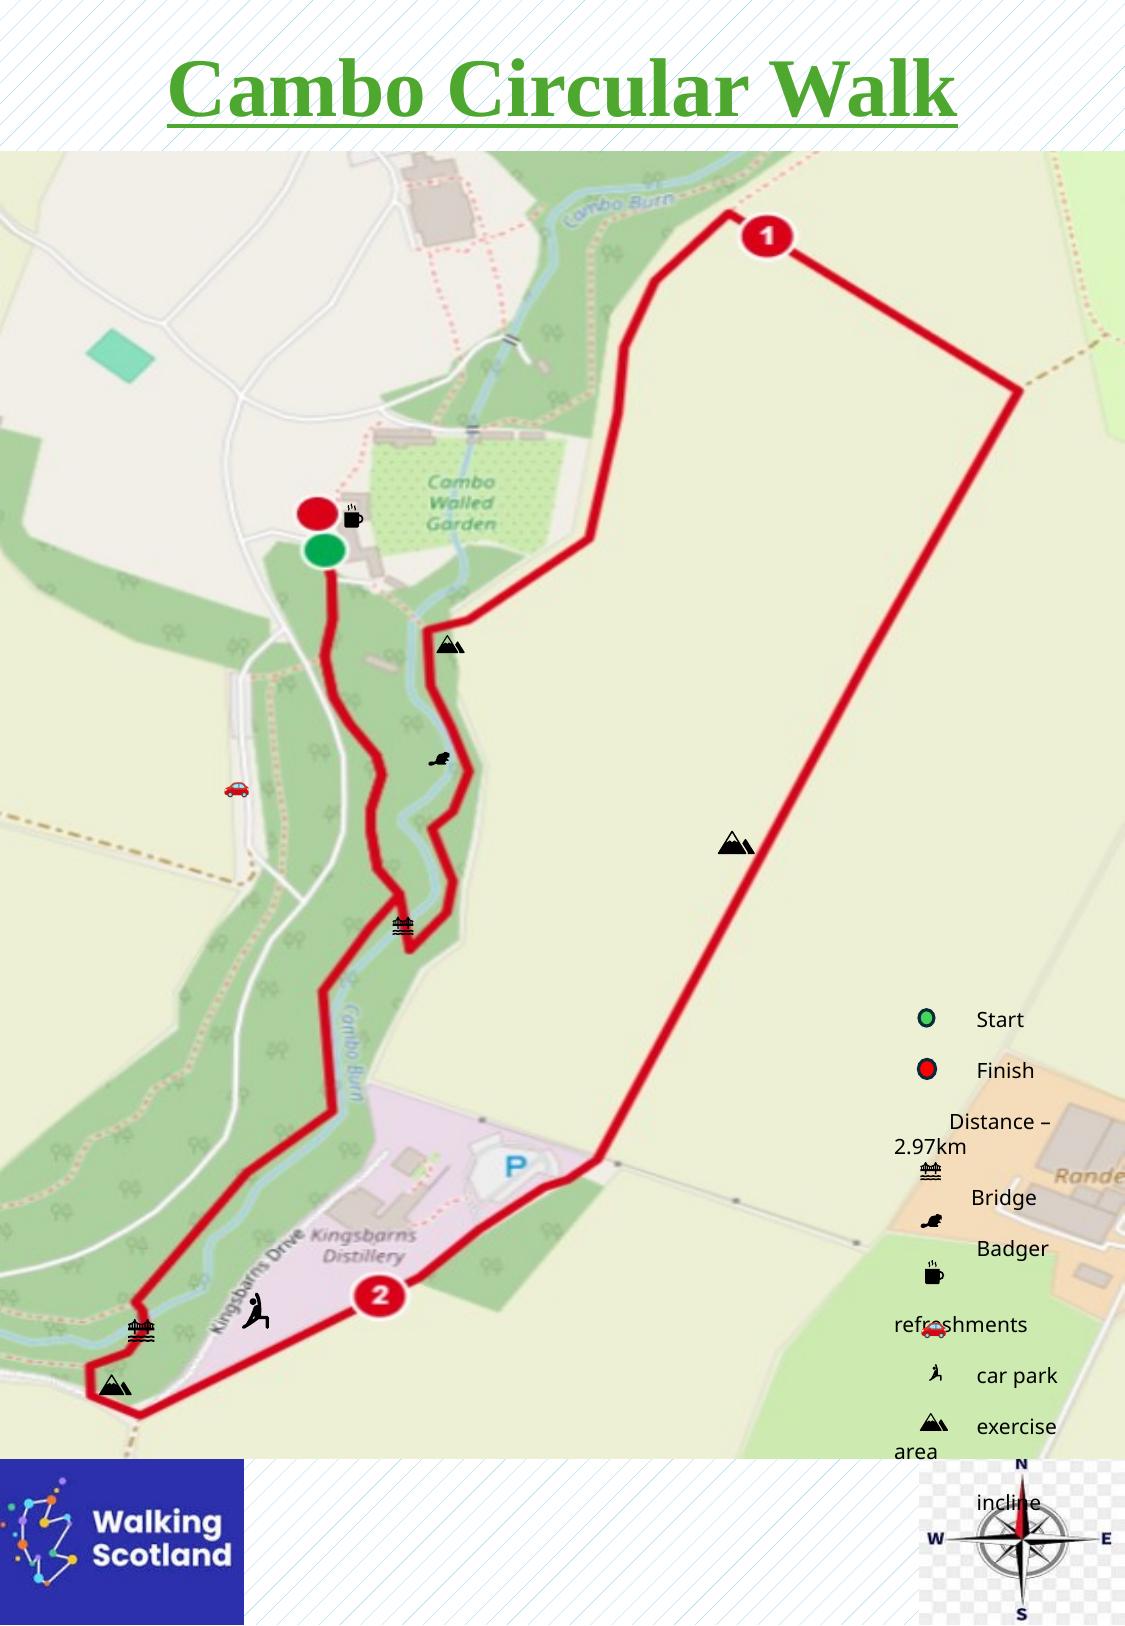 Cambo Circular Walk
Cambo Burn
1
Cambo
Walled
Garden
Cambo Burn
Start
Finish
Distance –
2.97km
P
Rande
Bridge
Kingsbarns
Distillery
Kingsbarns Drive
Badger
2
refreshments
car park
exercise
area
N
incline
Walking
Scotland
W
E
S